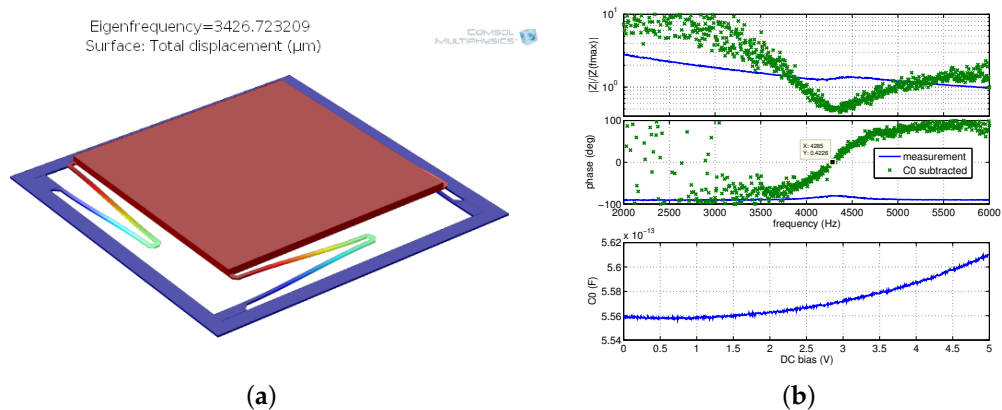 Eigenfrequency=3426.723209
Surface: Total displacement (µm)
COMSOL
MULTIPHYSICS
(a)
|Z|/|Z(fmax)|
10^1
10^0
phase (deg)
100
0
−100
X: 4285
Y: 0.4226
measurement
C0 subtracted
2000 2500 3000 3500 4000 4500 5000 5500 6000
frequency (Hz)
x 10^−13
C0 (F)
5.62
5.6
5.58
5.56
5.54
0 0.5 1 1.5 2 2.5 3 3.5 4 4.5 5
DC bias (V)
(b)